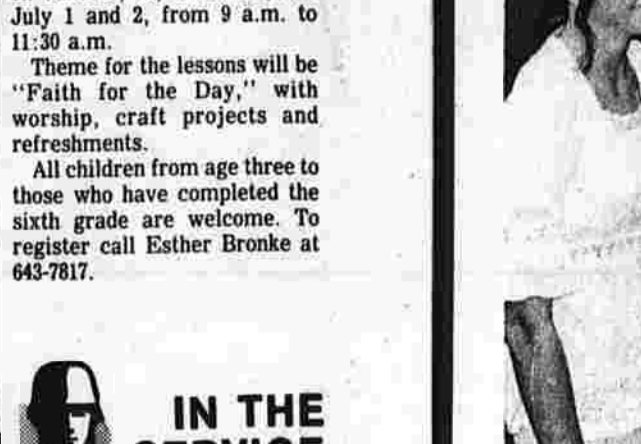 July 1 and 2, from 9 a.m. to
11:30 a.m.
Theme for the lessons will be
"Faith for the Day," with
worship, craft projects and
refreshments.
All children from age three to
those who have completed the
sixth grade are welcome. To
register call Esther Bronke at
643-7817.
IN THE
SERVICE